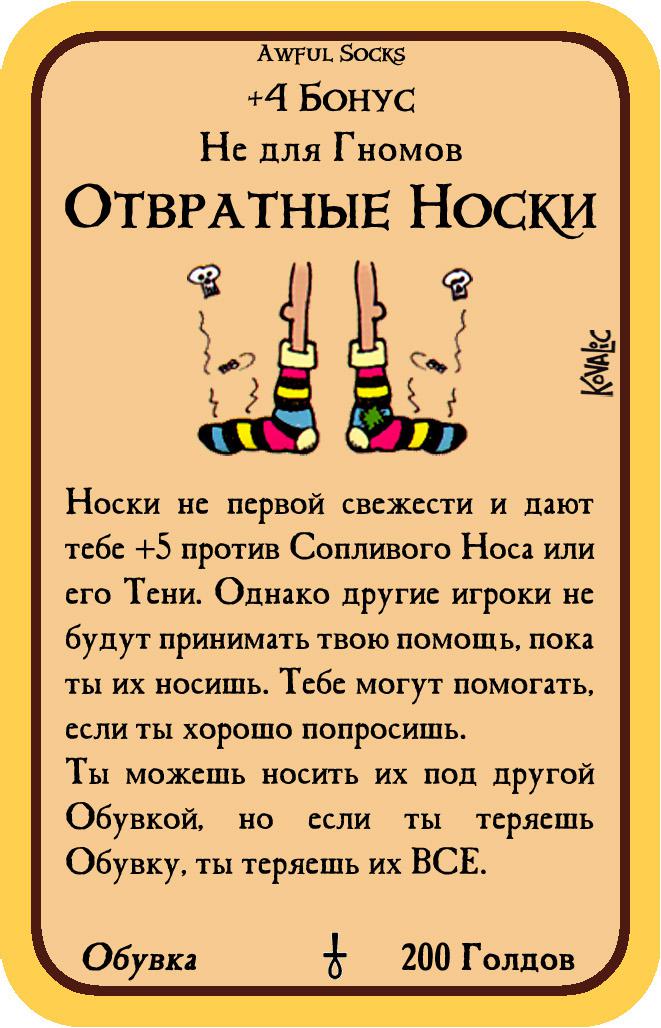 Awful Socks
+4 Бонус
Не для Гномов
Отвратные Носки
Kovalic
Носки не первой свежести и дают
тебе +5 против Сопливого Носа или
его Тени. Однако другие игроки не
будут принимать твою помощь, пока
ты их носишь. Тебе могут помогать,
если ты хорошо попросишь.
Ты можешь носить их под другой
Обувкой, но если ты теряешь
Обувку, ты теряешь их ВСЕ.
Обувка
200 Голдов